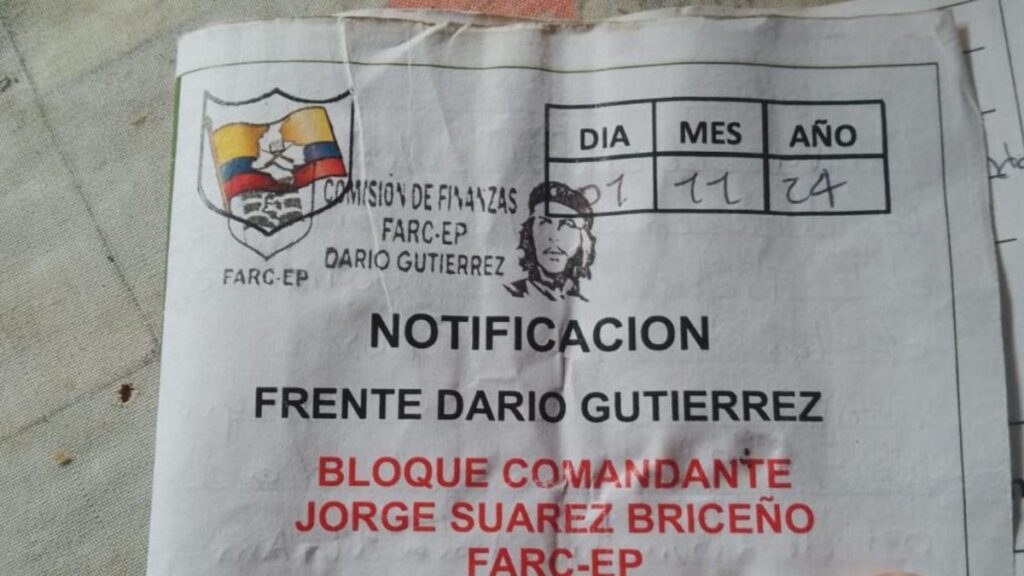 DIA MES AÑO
01 11 24
COMISIÓN DE FINANZAS
FARC-EP
DARIO GUTIERREZ
FARC-EP
NOTIFICACION
FRENTE DARIO GUTIERREZ
BLOQUE COMANDANTE
JORGE SUAREZ BRICEÑO
FARC-EP